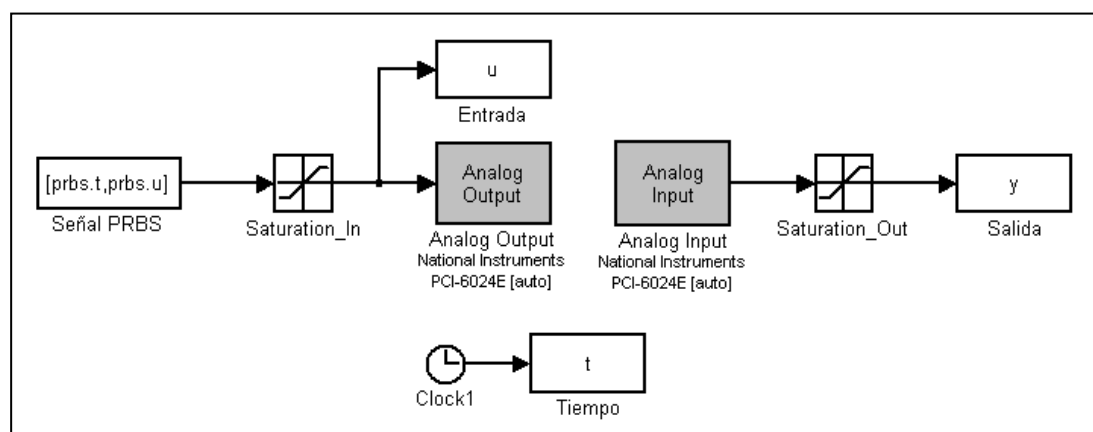 u
Entrada
[prbs.t,prbs.u]
Señal PRBS
Saturation_In
Analog
Output
Analog Output
National Instruments
PCI-6024E [auto]
Analog
Input
Analog Input
National Instruments
PCI-6024E [auto]
Saturation_Out
y
Salida
Clock1
t
Tiempo